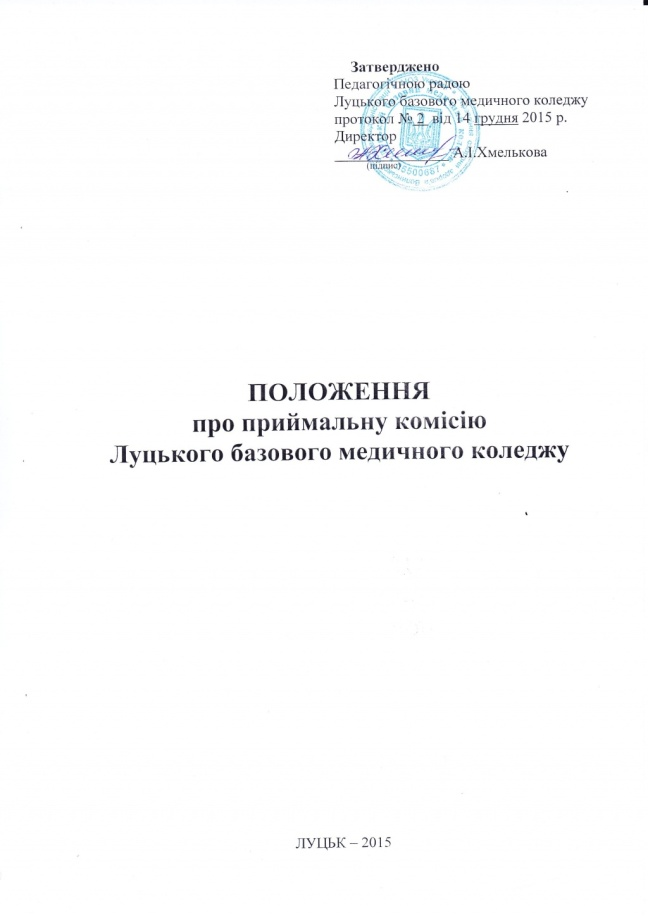 Затверджено
Педагогічною радою
Луцького базового медичного коледжу
протокол № 2 від 14 грудня 2015 р.
Директор
А.І.Хмелькова
(підпис)
ПОЛОЖЕННЯ
про приймальну комісію
Луцького базового медичного коледжу
ЛУЦЬК – 2015